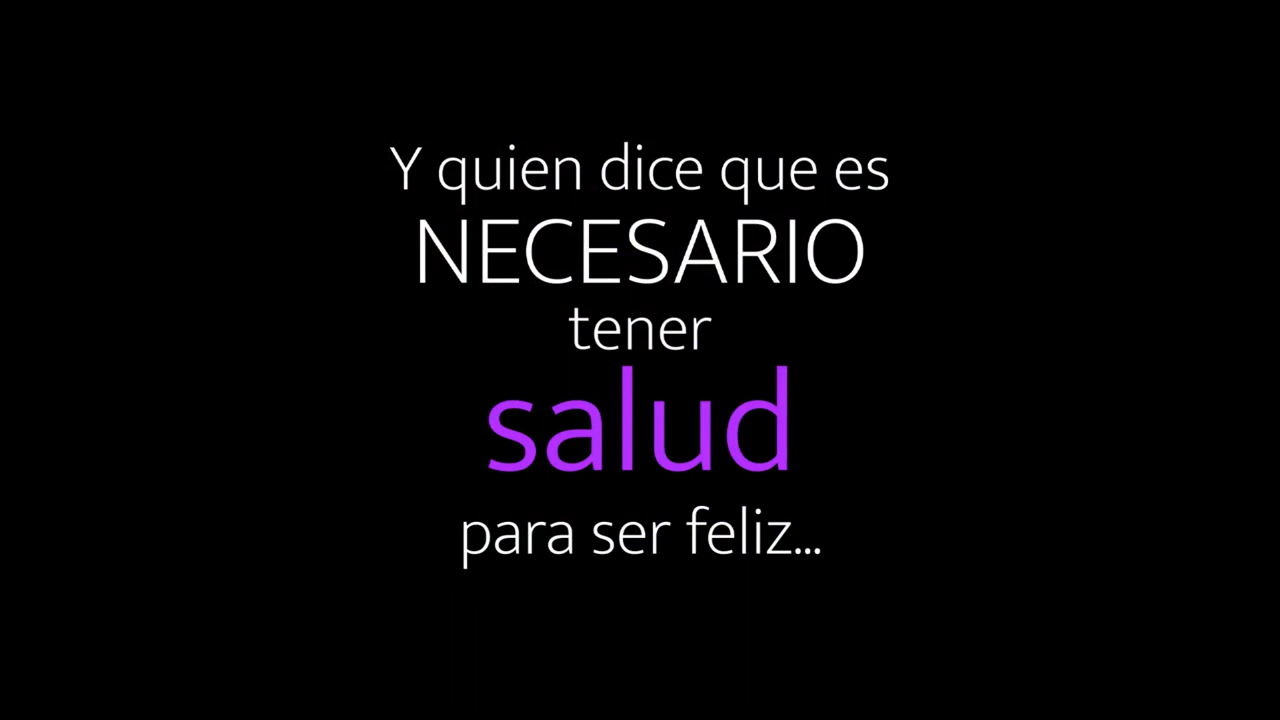 Y quien dice que es
NECESARIO
tener
salud
para ser feliz...